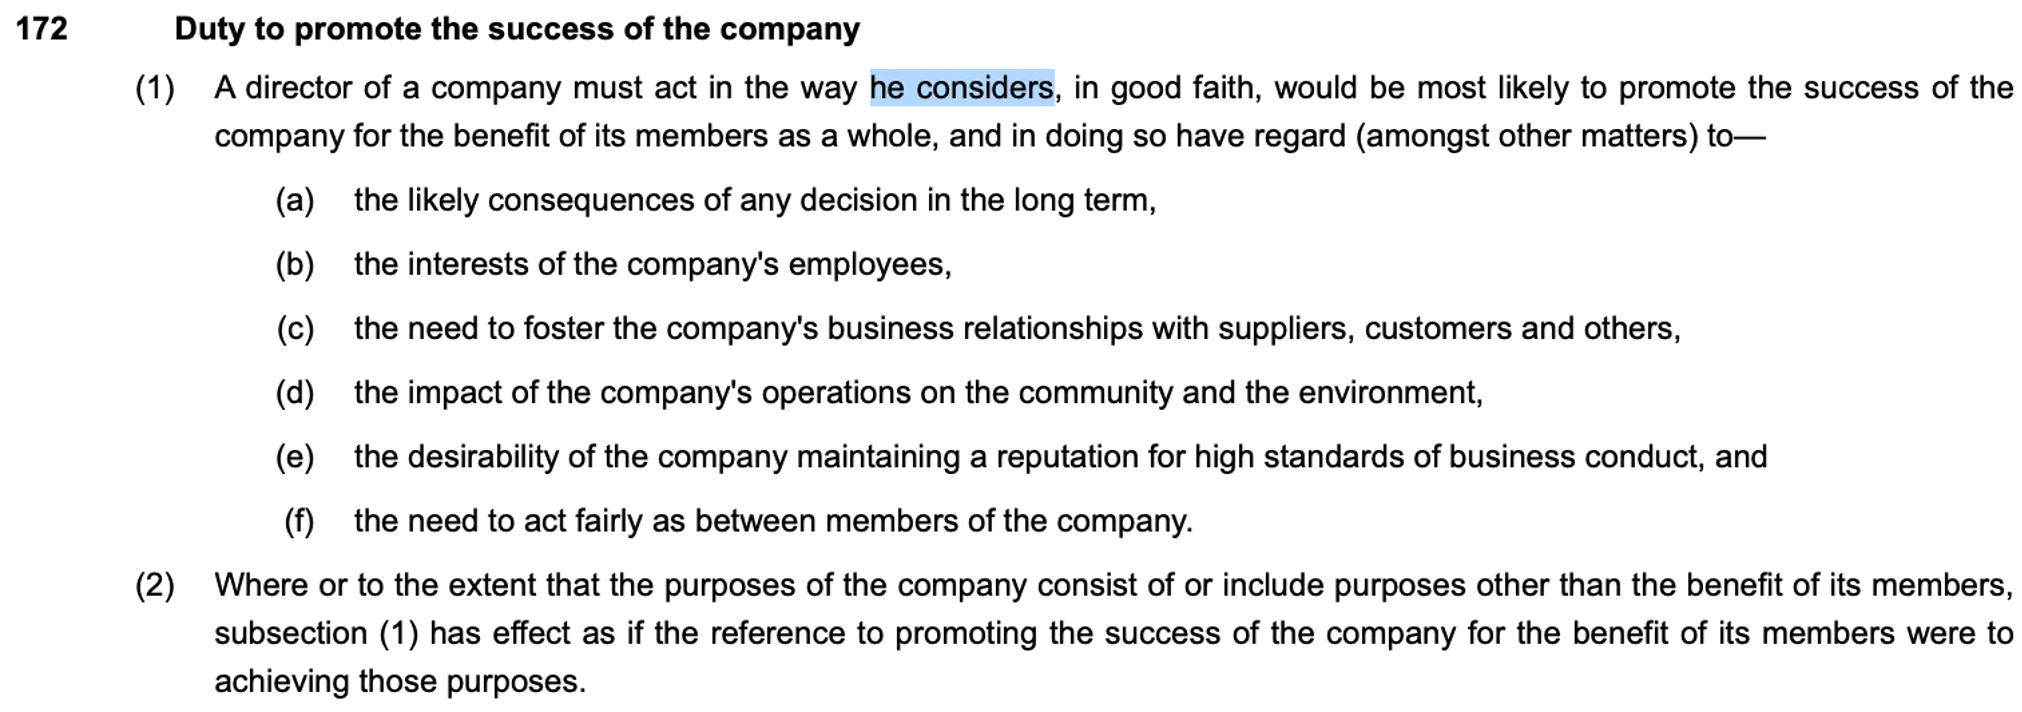 172 Duty to promote the success of the company
(1) A director of a company must act in the way he considers, in good faith, would be most likely to promote the success of the
company for the benefit of its members as a whole, and in doing so have regard (amongst other matters) to—
(a) the likely consequences of any decision in the long term,
(b) the interests of the company's employees,
(c) the need to foster the company's business relationships with suppliers, customers and others,
(d) the impact of the company's operations on the community and the environment,
(e) the desirability of the company maintaining a reputation for high standards of business conduct, and
(f) the need to act fairly as between members of the company.
(2) Where or to the extent that the purposes of the company consist of or include purposes other than the benefit of its members,
subsection (1) has effect as if the reference to promoting the success of the company for the benefit of its members were to
achieving those purposes.